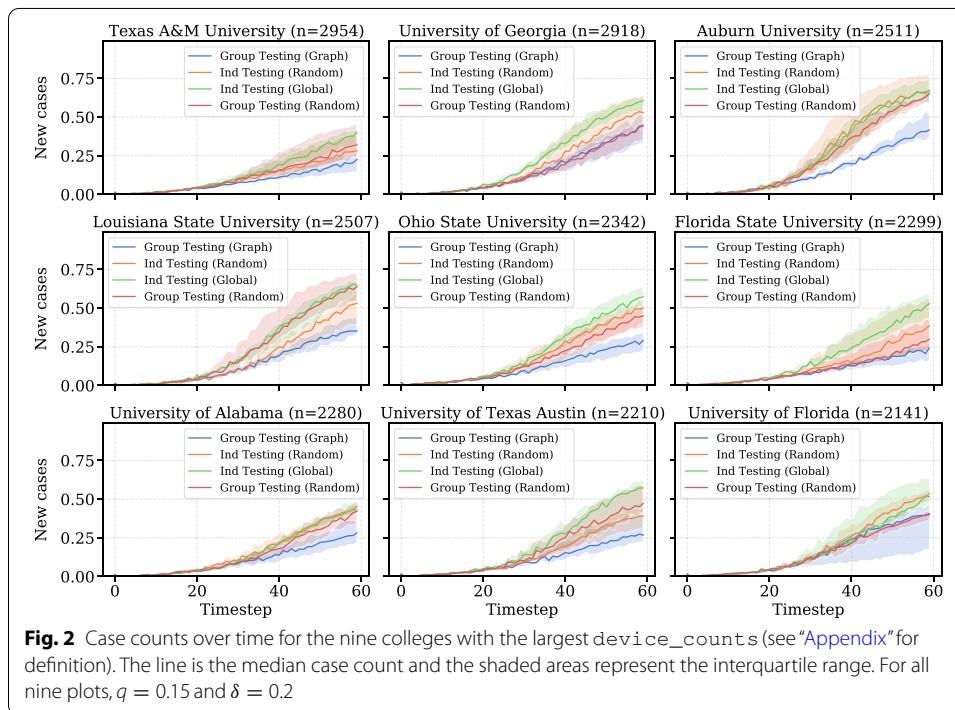 Texas A&M University (n=2954)
University of Georgia (n=2918)
Auburn University (n=2511)
New cases
0.75
0.50
0.25
0.00
Group Testing (Graph)
Ind Testing (Random)
Ind Testing (Global)
Group Testing (Random)
Group Testing (Graph)
Ind Testing (Random)
Ind Testing (Global)
Group Testing (Random)
Group Testing (Graph)
Ind Testing (Random)
Ind Testing (Global)
Group Testing (Random)
Louisiana State University (n=2507)
Ohio State University (n=2342)
Florida State University (n=2299)
New cases
0.75
0.50
0.25
0.00
Group Testing (Graph)
Ind Testing (Random)
Ind Testing (Global)
Group Testing (Random)
Group Testing (Graph)
Ind Testing (Random)
Ind Testing (Global)
Group Testing (Random)
Group Testing (Graph)
Ind Testing (Random)
Ind Testing (Global)
Group Testing (Random)
University of Alabama (n=2280)
University of Texas Austin (n=2210)
University of Florida (n=2141)
New cases
0.75
0.50
0.25
0.00
Group Testing (Graph)
Ind Testing (Random)
Ind Testing (Global)
Group Testing (Random)
Group Testing (Graph)
Ind Testing (Random)
Ind Testing (Global)
Group Testing (Random)
Group Testing (Graph)
Ind Testing (Random)
Ind Testing (Global)
Group Testing (Random)
0 20 40 60
0 20 40 60
0 20 40 60
Timestep
Timestep
Timestep
Fig. 2 Case counts over time for the nine colleges with the largest device_counts (see “Appendix” for
definition). The line is the median case count and the shaded areas represent the interquartile range. For all
nine plots, q = 0.15 and δ = 0.2